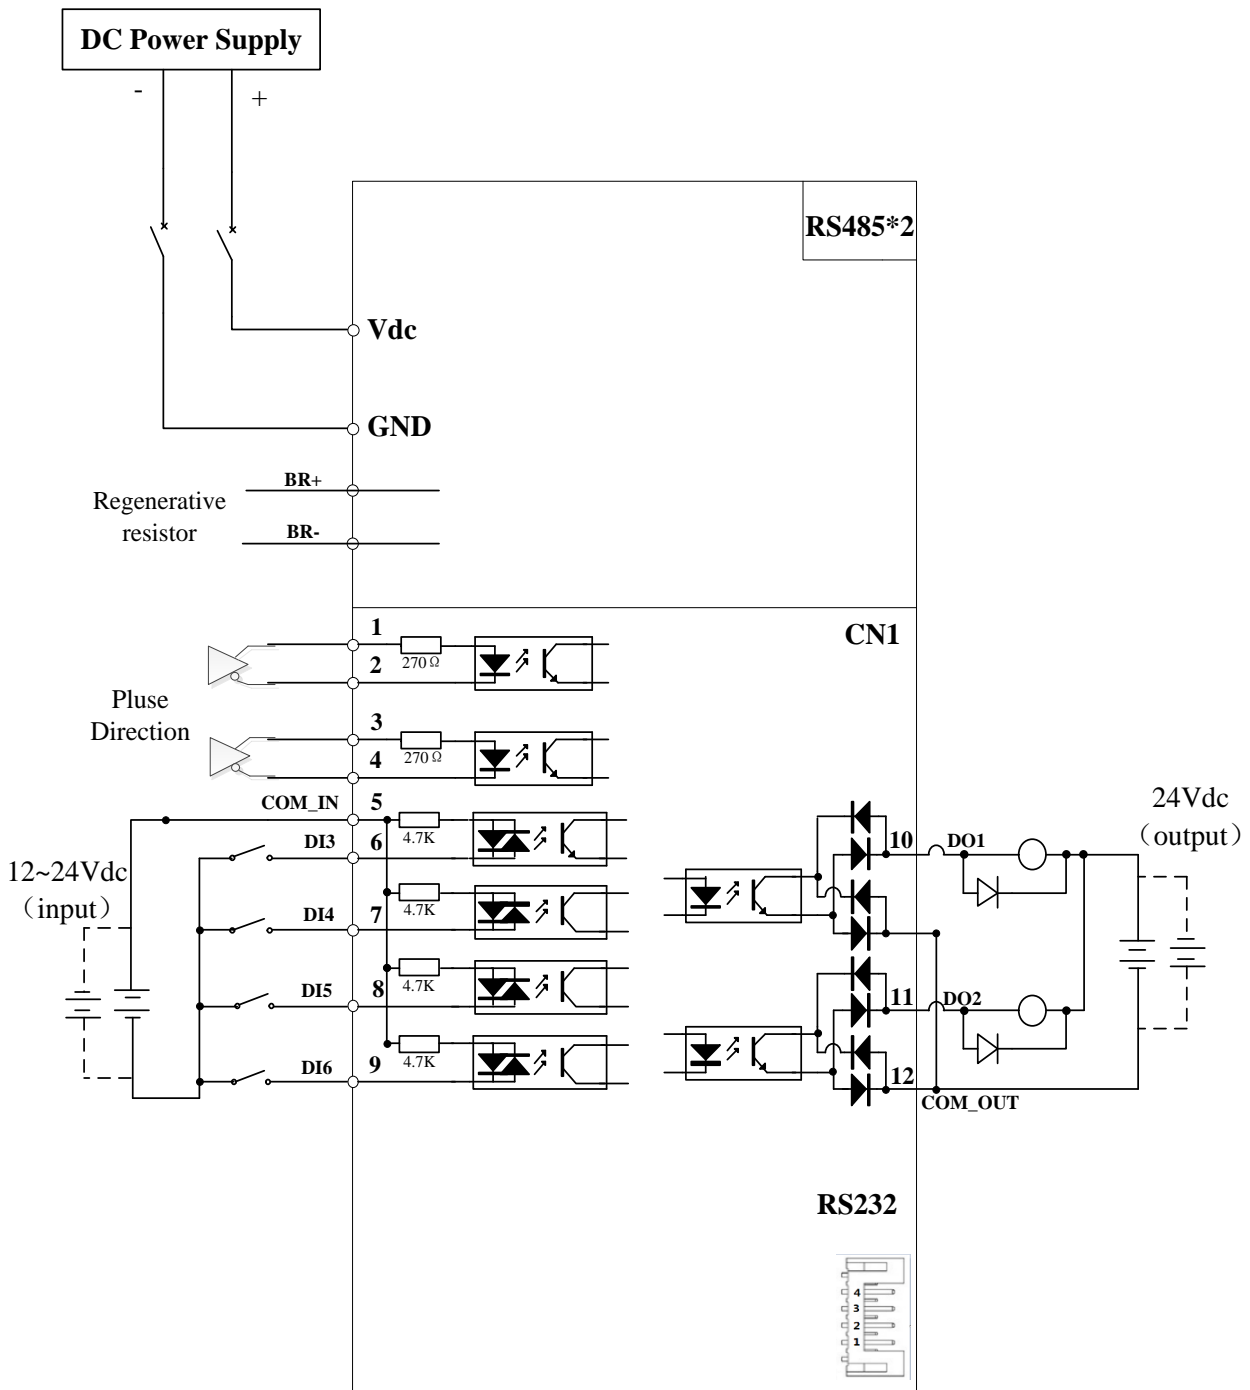 DC Power Supply
-
+
RS485*2
Vdc
GND
BR+
Regenerative
resistor
BR-
CN1
1
270Ω
2
Pluse
Direction
3
270Ω
4
COM_IN
5
4.7K
DI3
6
12~24Vdc
（input）
DI4
7
4.7K
DI5
8
4.7K
DI6
9
4.7K
24Vdc
（output）
10
DO1
11
DO2
12
COM_OUT
RS232
4
3
2
1